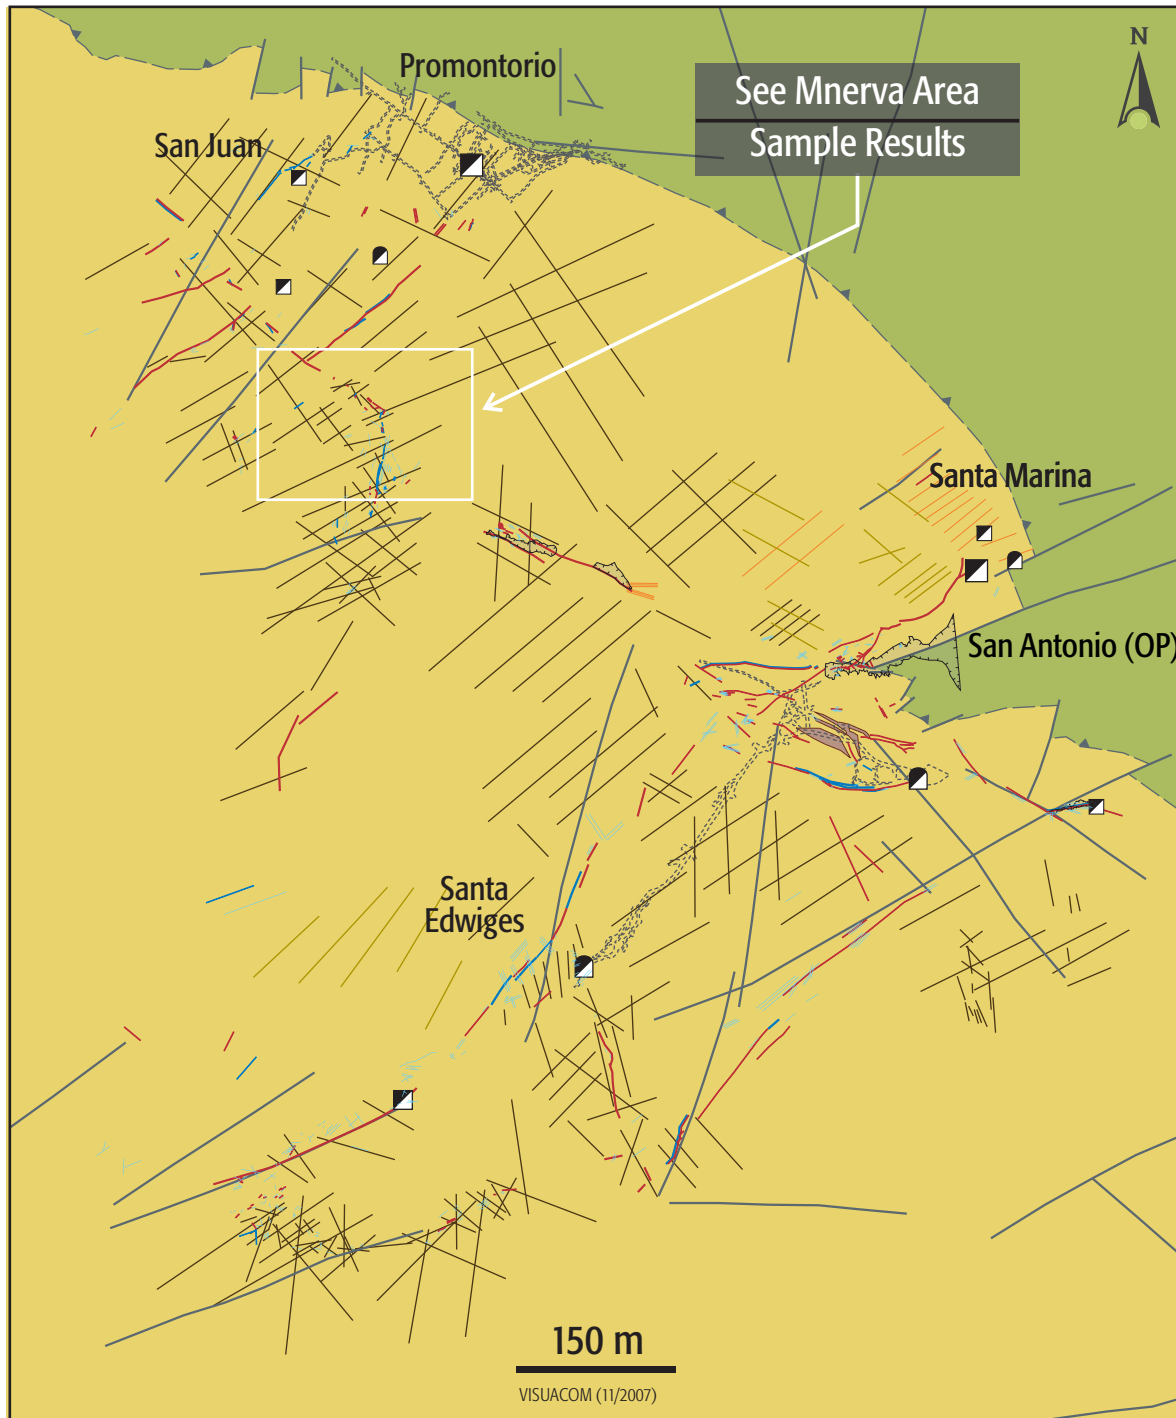 N
Promontorio
See Mnerva Area
Sample Results
San Juan
Santa Marina
San Antonio (OP)
Santa
Edwiges
150 m
VISUACOM (11/2007)